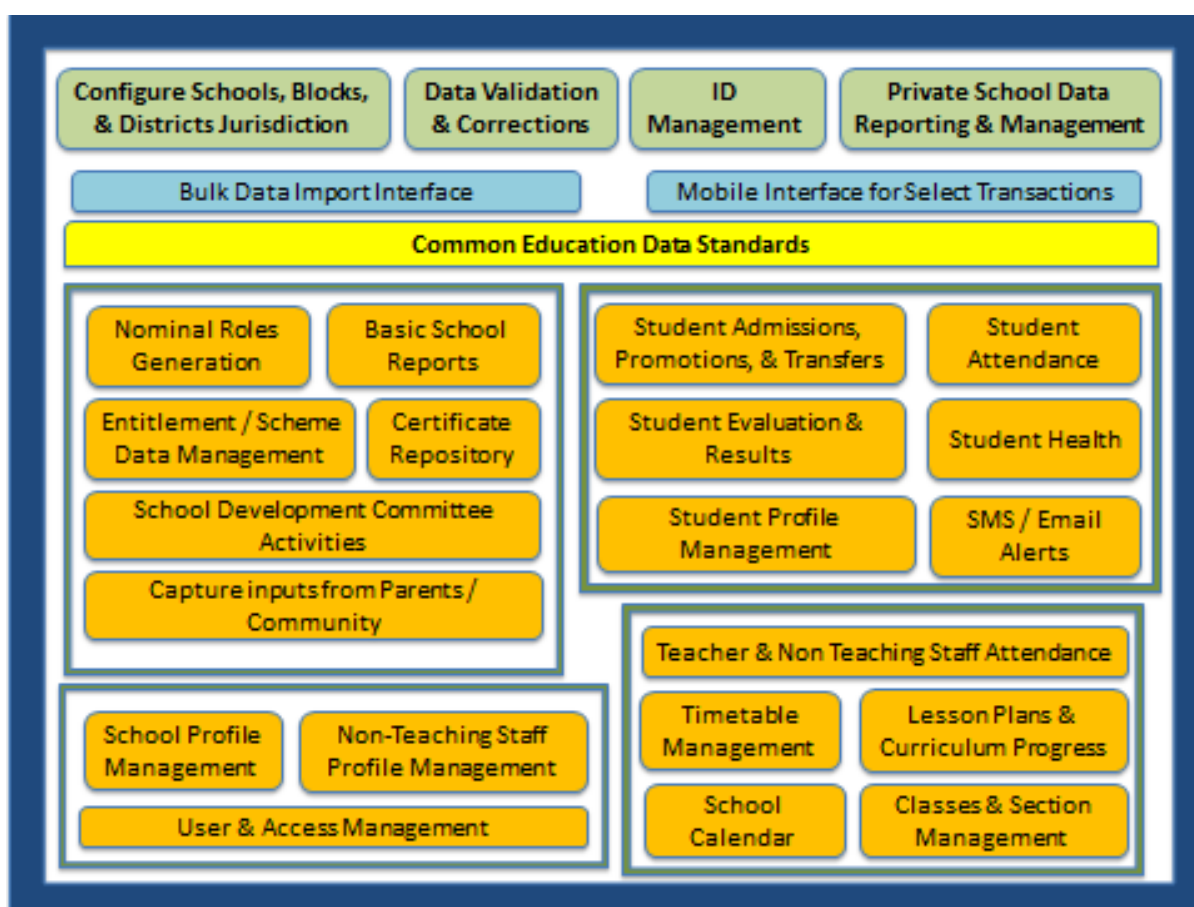 Configure Schools, Blocks,
& Districts Jurisdiction
Data Validation
& Corrections
ID
Management
Private School Data
Reporting & Management
Bulk Data Import Interface
Mobile Interface for Select Transactions
Common Education Data Standards
Nominal Roles
Generation
Basic School
Reports
Entitlement / Scheme
Data Management
Certificate
Repository
School Development Committee
Activities
Capture inputs from Parents /
Community
Student Admissions,
Promotions, & Transfers
Student
Attendance
Student Evaluation &
Results
Student Health
Student Profile
Management
SMS / Email
Alerts
School Profile
Management
Non-Teaching Staff
Profile Management
User & Access Management
Teacher & Non Teaching Staff Attendance
Timetable
Management
Lesson Plans &
Curriculum Progress
School
Calendar
Classes & Section
Management